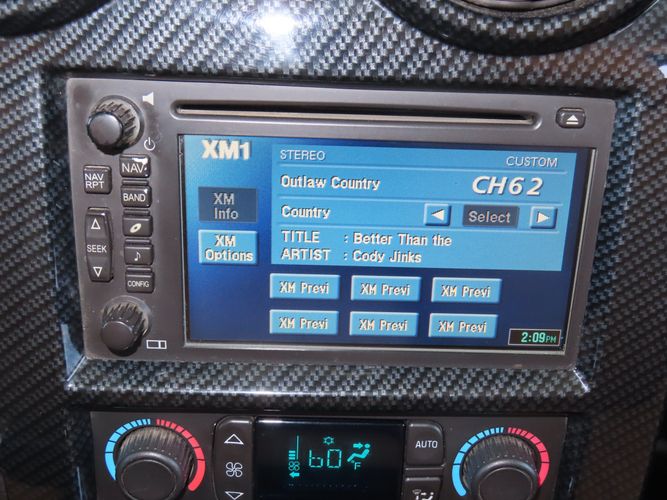 XM1
STEREO
CUSTOM
Outlaw Country
CH62
XM Info
Country
Select
XM Options
TITLE : Better Than the
ARTIST : Cody Jinks
XM Previ
XM Previ
XM Previ
XM Previ
XM Previ
XM Previ
2:09PM
NAV RPT
NAV
BAND
SEEK
CONFIG
60 F
AUTO